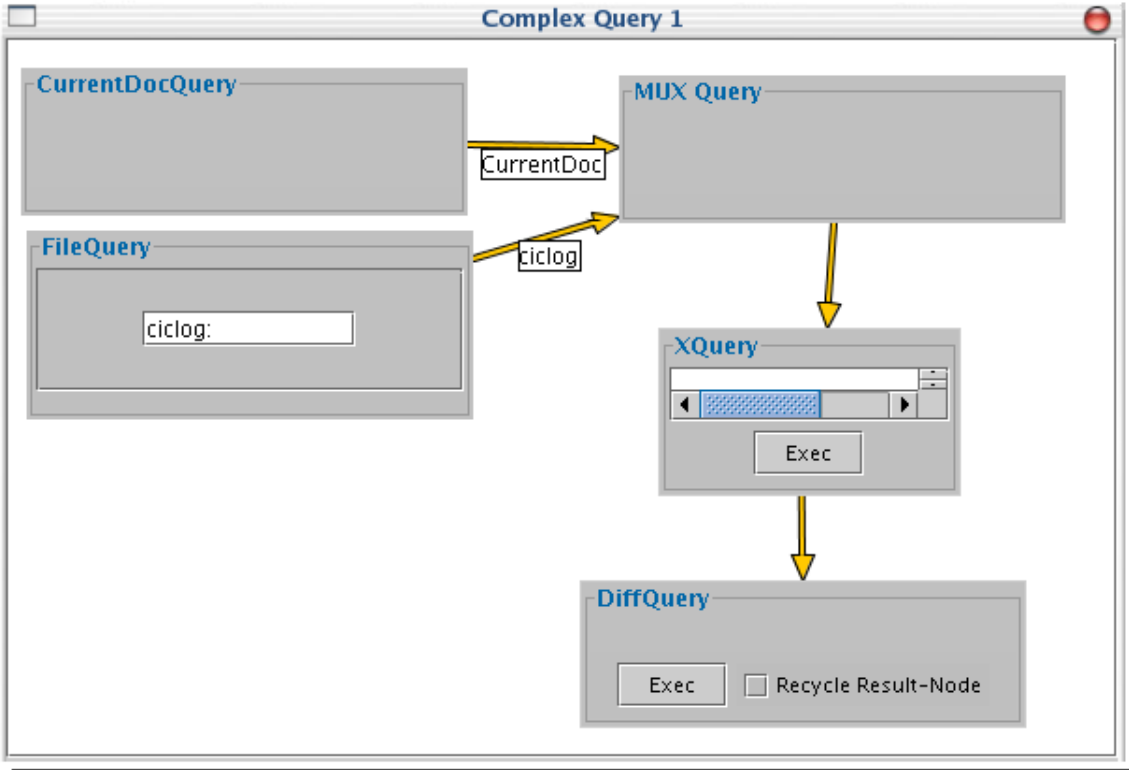 Complex Query 1
CurrentDocQuery
MUX Query
CurrentDoc
FileQuery
ciclog
ciclog:
XQuery
Exec
DiffQuery
Exec
Recycle Result-Node